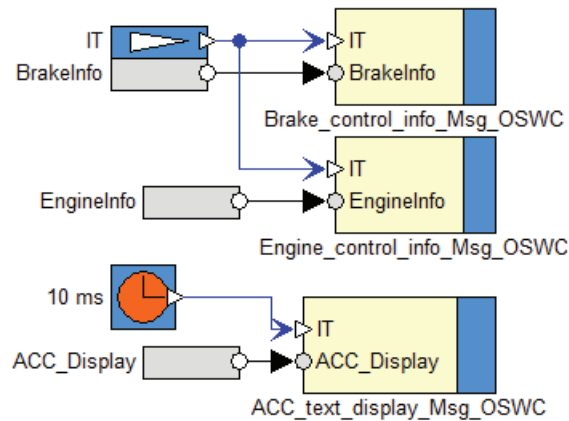 IT
IT
BrakeInfo
BrakeInfo
Brake_control_info_Msg_OSWC
IT
EngineInfo
EngineInfo
Engine_control_info_Msg_OSWC
10 ms
IT
ACC_Display
ACC_Display
ACC_text_display_Msg_OSWC